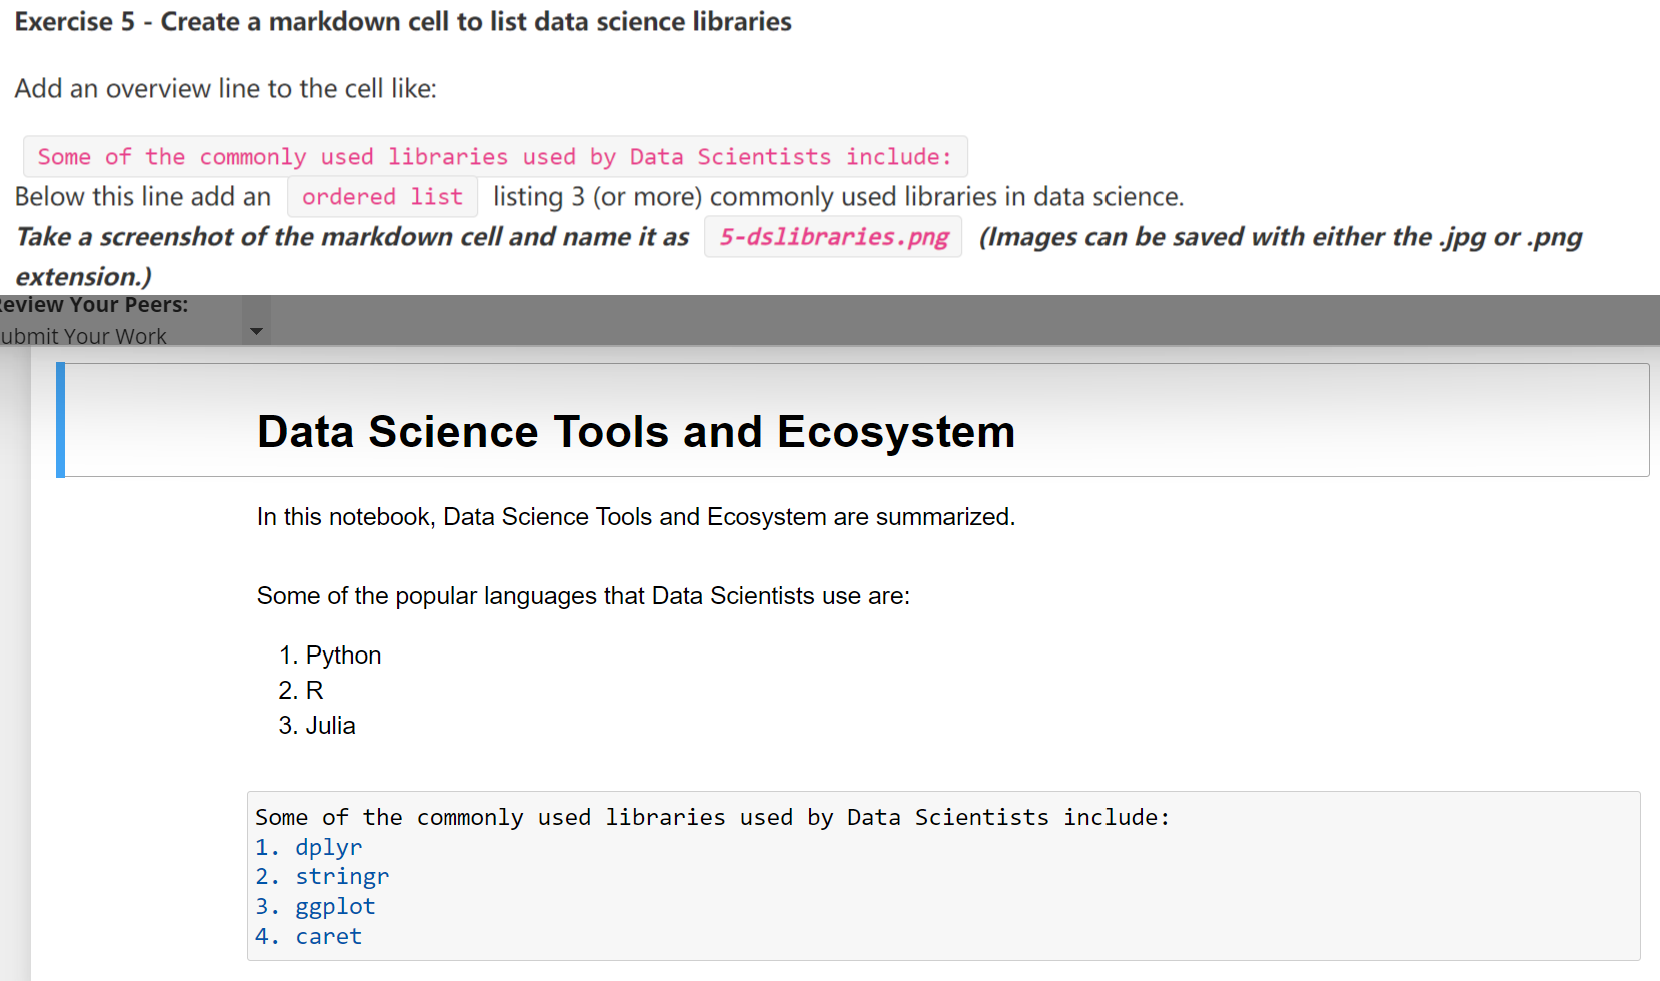 Exercise 5 - Create a markdown cell to list data science libraries
Add an overview line to the cell like:
Some of the commonly used libraries used by Data Scientists include:
Below this line add an ordered list listing 3 (or more) commonly used libraries in data science.
Take a screenshot of the markdown cell and name it as 5-dslibraries.png (Images can be saved with either the .jpg or .png
extension.)
eview Your Peers:
ubmit Your Work
Data Science Tools and Ecosystem
In this notebook, Data Science Tools and Ecosystem are summarized.
Some of the popular languages that Data Scientists use are:
1. Python
2. R
3. Julia
Some of the commonly used libraries used by Data Scientists include:
1. dplyr
2. stringr
3. ggplot
4. caret